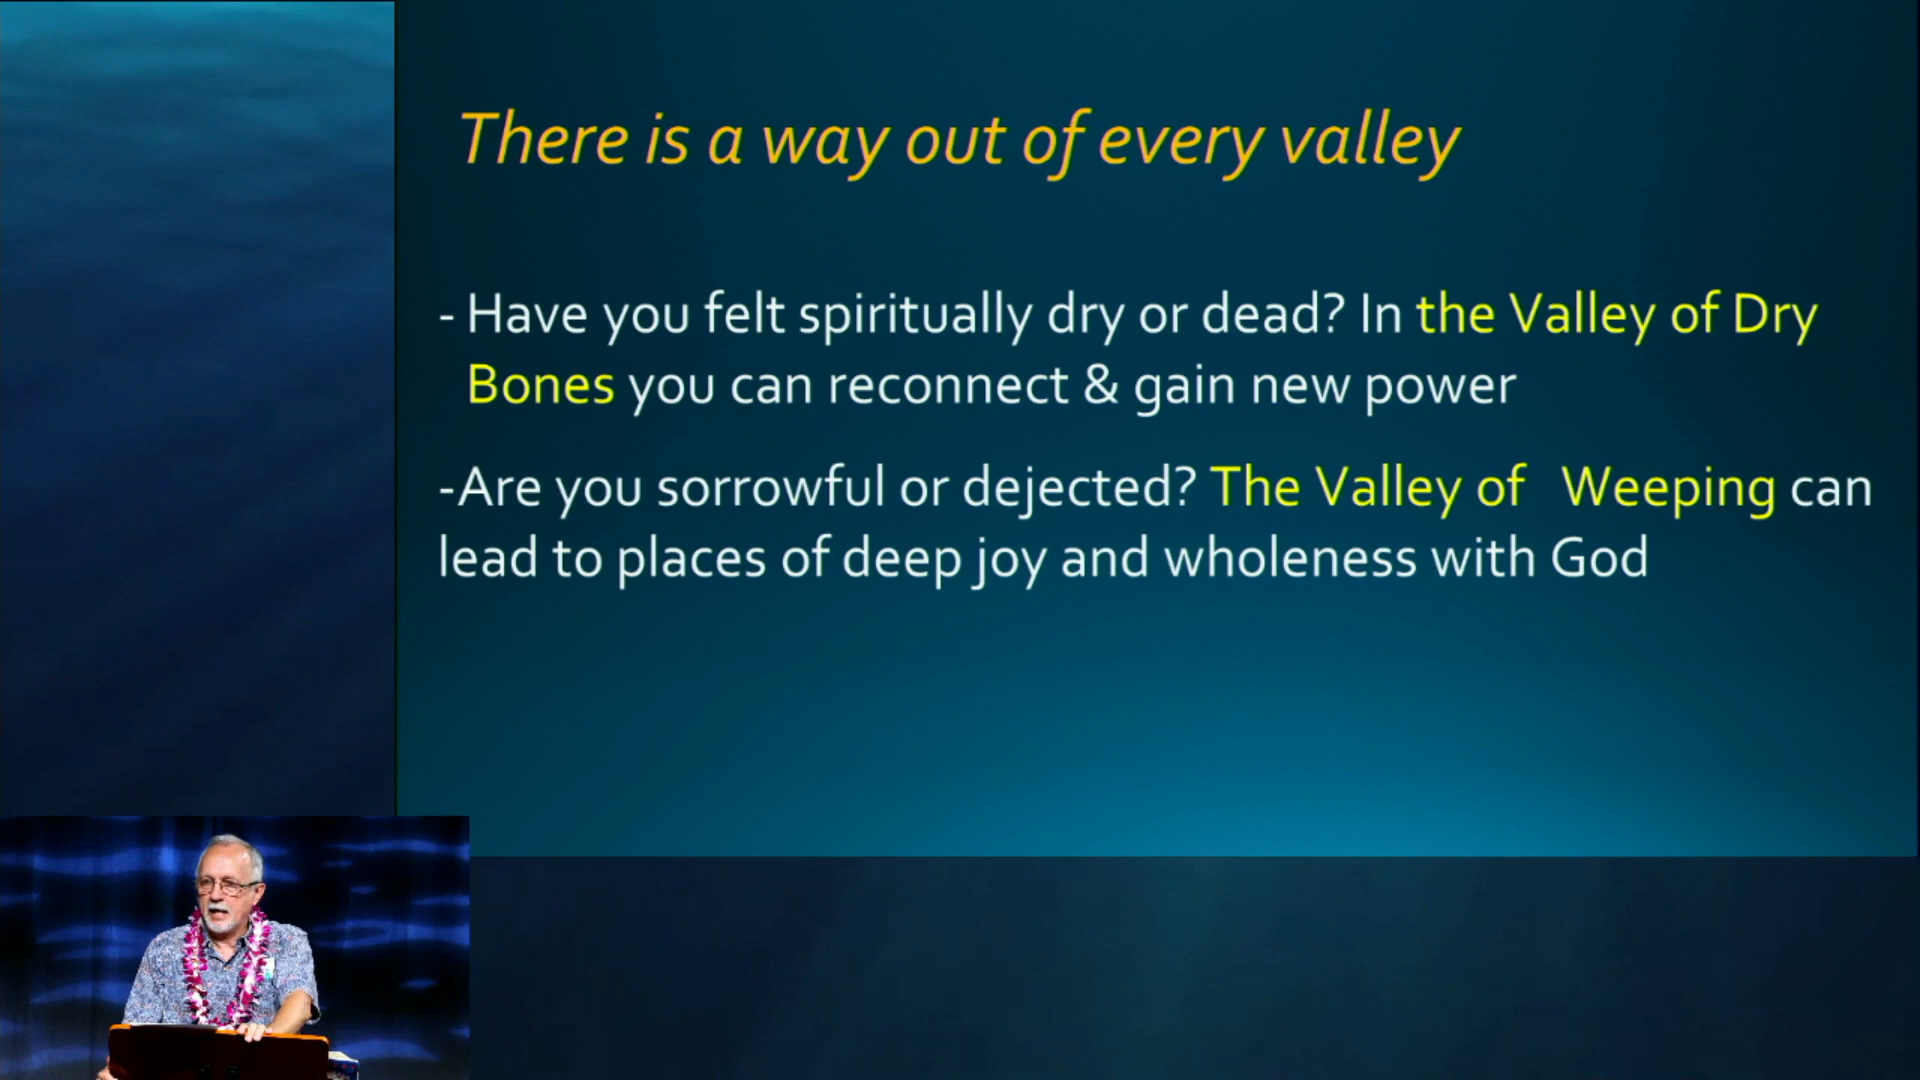 There is a way out of every valley
- Have you felt spiritually dry or dead? In the Valley of Dry
Bones you can reconnect & gain new power
-Are you sorrowful or dejected? The Valley of Weeping can
lead to places of deep joy and wholeness with God